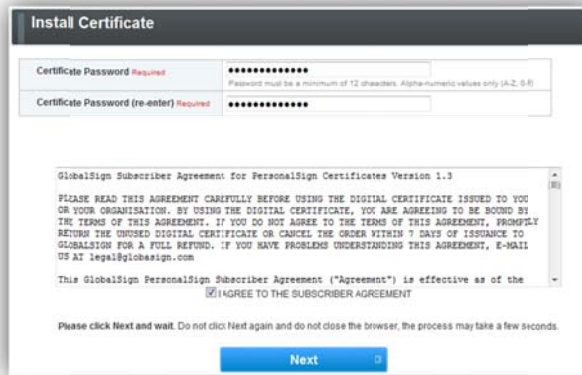 Install Certificate
Certificate Password Required
Password must be a minimum of 12 charecters. Alpha-numeric values only (A-Z, 0-9)
Certificate Password (re-enter) Required
GlobalSign Subscriber Agreement for PersonalSign Certificates Version 1.3
PLEASE READ THIS AGREEMENT CAREFULLY BEFORE USING THE DIGITAL CERTIFICATE ISSUED TO YOU
OR YOUR ORGANISATION. BY USING THE DIGITAL CERTIFICATE, YOU ARE AGREEING TO BE BOUND BY
THE TERMS OF THIS AGREEMENT. IF YOU DO NOT AGREE TO THE TERMS OF THIS AGREEMENT, PROMPTLY
RETURN THE UNUSED DIGITAL CERTIFICATE OR CANCEL THE ORDER WITHIN 7 DAYS OF ISSUANCE TO
GLOBALSIGN FOR A FULL REFUND. IF YOU HAVE PROBLEMS UNDERSTANDING THIS AGREEMENT, E-MAIL
US AT legal@globasign.com
This GlobalSign PersonalSign Subscriber Agreement ("Agreement") is effective as of the
I AGREE TO THE SUBSCRIBER AGREEMENT
Please click Next and wait. Do not click Next again and do not close the browser, the process may take a few seconds.
Next